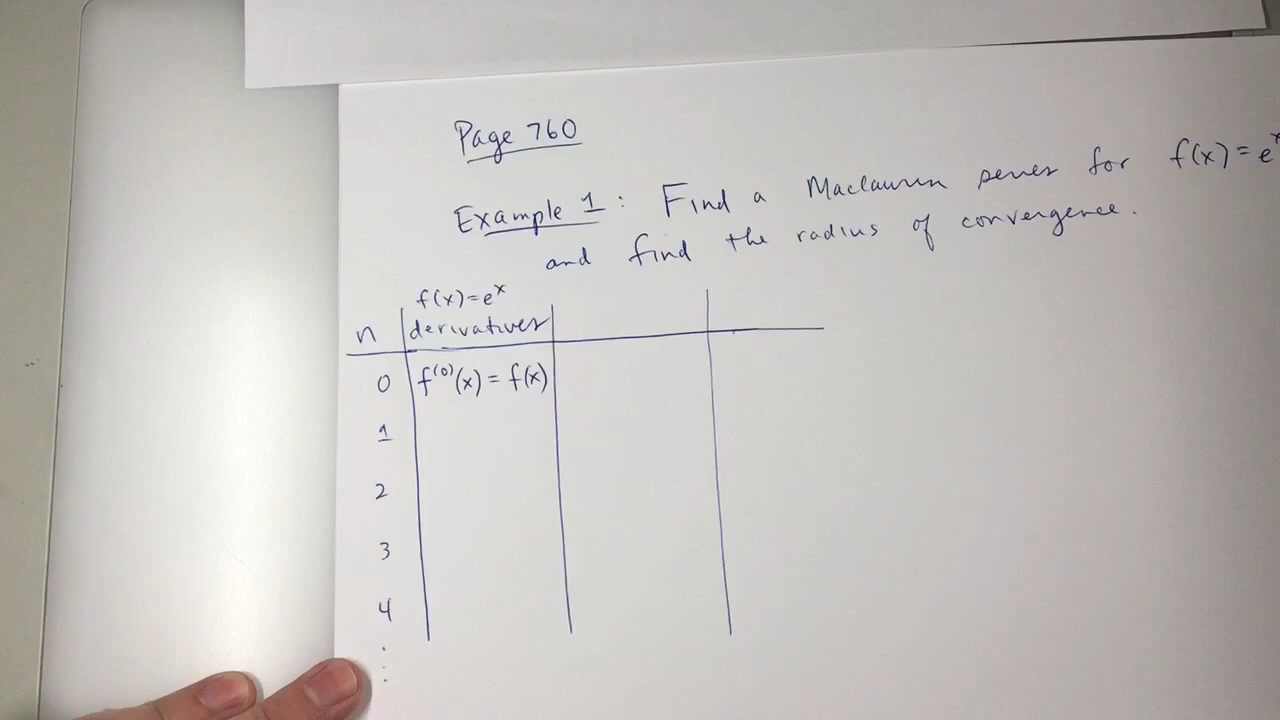 Page 760
Example 1: Find a Maclaurin series for f(x) = e^x
and find the radius of convergence.
f(x)=e^x
n derivatives
0 f^(0)(x) = f(x)
1
2
3
4
⋮